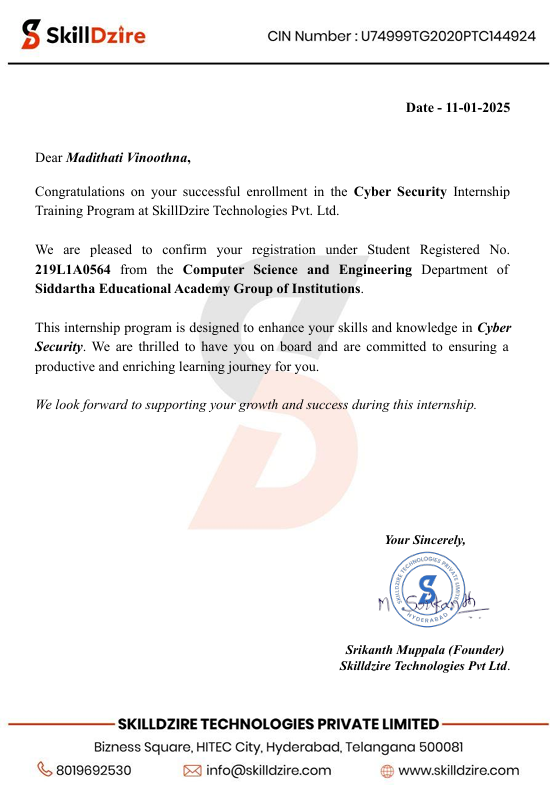 SkillDzire
CIN Number : U74999TG2020PTC144924
Date - 11-01-2025
Dear Madithati Vinoothna,
Congratulations on your successful enrollment in the Cyber Security Internship
Training Program at SkillDzire Technologies Pvt. Ltd.
We are pleased to confirm your registration under Student Registered No.
219L1A0564 from the Computer Science and Engineering Department of
Siddartha Educational Academy Group of Institutions.
This internship program is designed to enhance your skills and knowledge in Cyber
Security. We are thrilled to have you on board and are committed to ensuring a
productive and enriching learning journey for you.
We look forward to supporting your growth and success during this internship.
Your Sincerely,
SKILLDZIRE TECHNOLOGIES PRIVATE LIMITED
HYDERABAD
M Srikanth
Srikanth Muppala (Founder)
Skilldzire Technologies Pvt Ltd.
SKILLDZIRE TECHNOLOGIES PRIVATE LIMITED
Bizness Square, HITEC City, Hyderabad, Telangana 500081
8019692530 info@skilldzire.com www.skilldzire.com